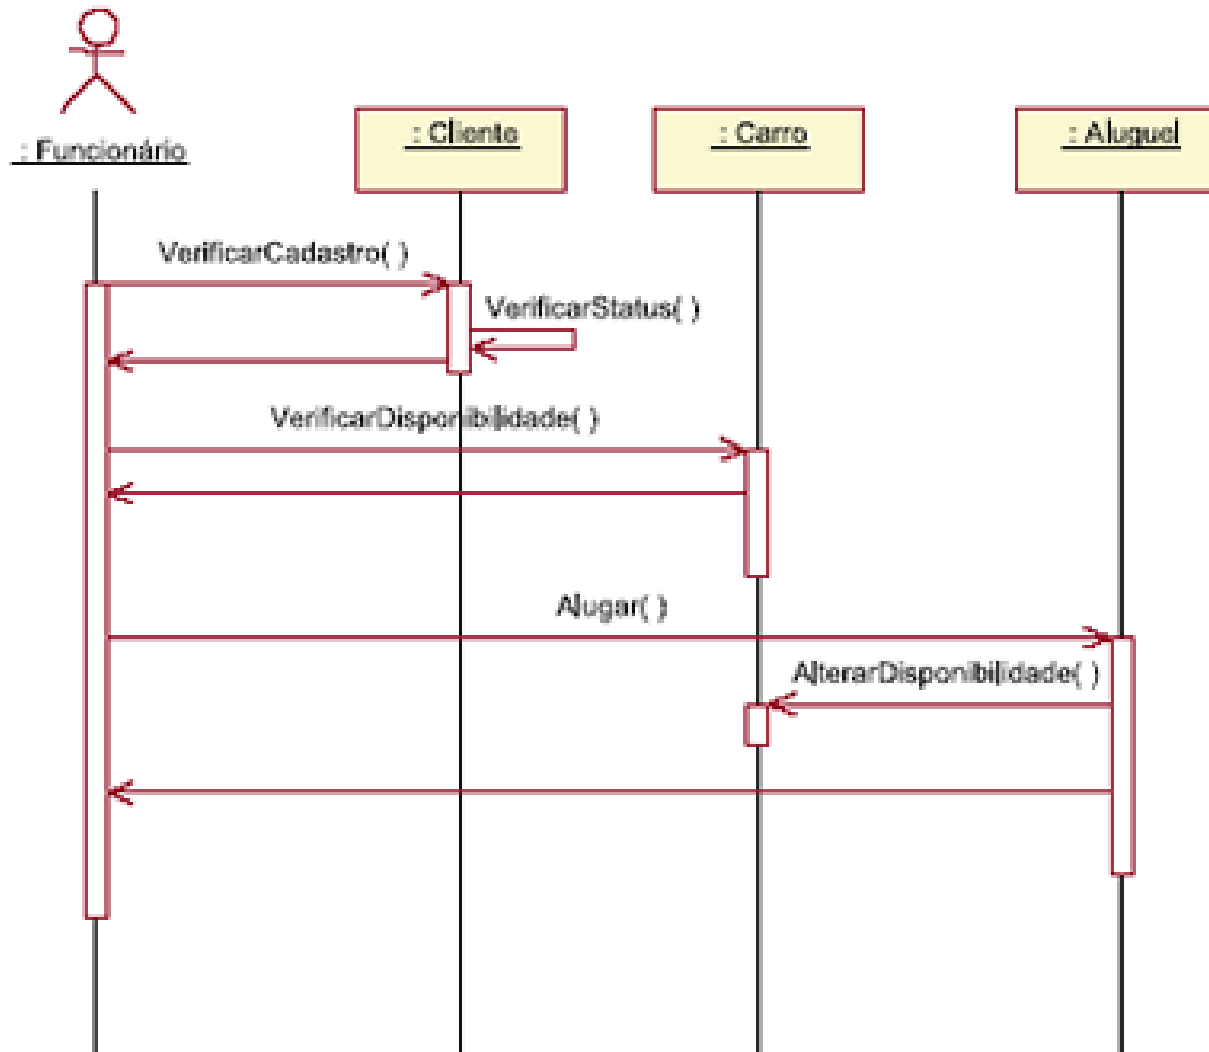 : Funcionário
: Cliente
: Carro
: Aluguel
VerificarCadastro( )
VerificarStatus( )
VerificarDisponibilidade( )
Alugar( )
AlterarDisponibilidade( )